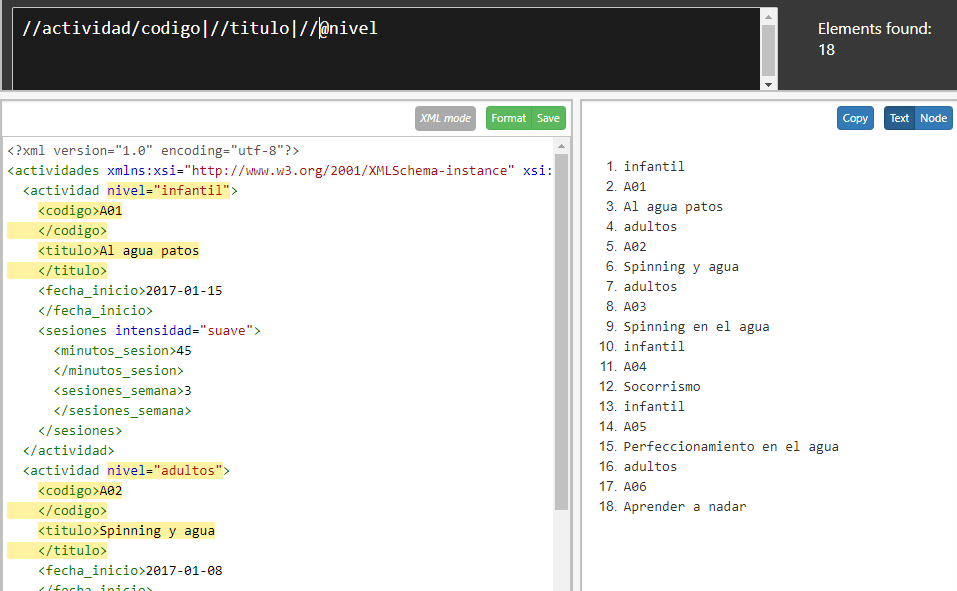 //actividad/codigo|//titulo|//@nivel
Elements found:
18
XML mode
Format
Save
<?xml version="1.0" encoding="utf-8"?>
<actividades xmlns:xsi="http://www.w3.org/2001/XMLSchema-instance" xsi:
<actividad nivel="infantil">
<codigo>A01
</codigo>
<titulo>Al agua patos
</titulo>
<fecha_inicio>2017-01-15
</fecha_inicio>
<sesiones intensidad="suave">
<minutos_sesion>45
</minutos_sesion>
<sesiones_semana>3
</sesiones_semana>
</sesiones>
</actividad>
<actividad nivel="adultos">
<codigo>A02
</codigo>
<titulo>Spinning y agua
</titulo>
<fecha_inicio>2017-01-08
</fecha_inicio>
Copy
Text
Node
1. infantil
2. A01
3. Al agua patos
4. adultos
5. A02
6. Spinning y agua
7. adultos
8. A03
9. Spinning en el agua
10. infantil
11. A04
12. Socorrismo
13. infantil
14. A05
15. Perfeccionamiento en el agua
16. adultos
17. A06
18. Aprender a nadar